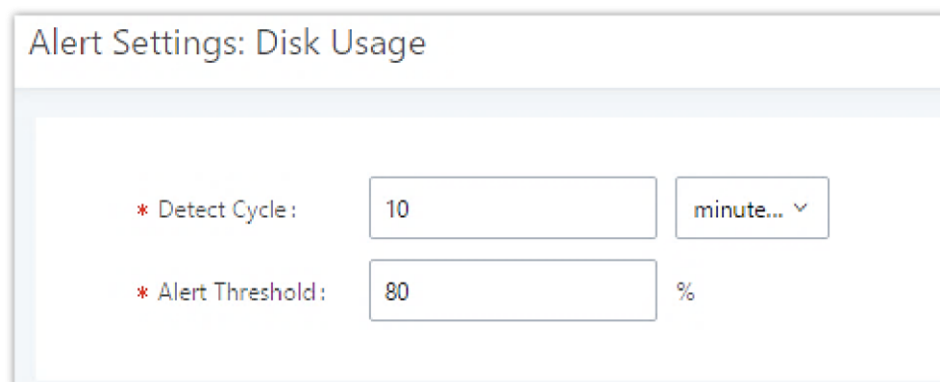 Alert Settings: Disk Usage
* Detect Cycle: 10 minute...
* Alert Threshold: 80 %